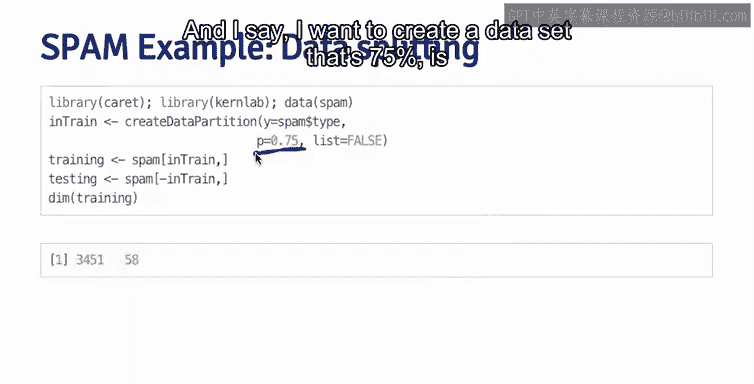 And I say, I want to create a data set
that's 75%, is
SPAM Example: Data splitting
library(caret); library(kernlab); data(spam)
inTrain <- createDataPartition(y=spam$type,
p=0.75, list=FALSE)
training <- spam[inTrain,]
testing <- spam[-inTrain,]
dim(training)
[1] 3451 58